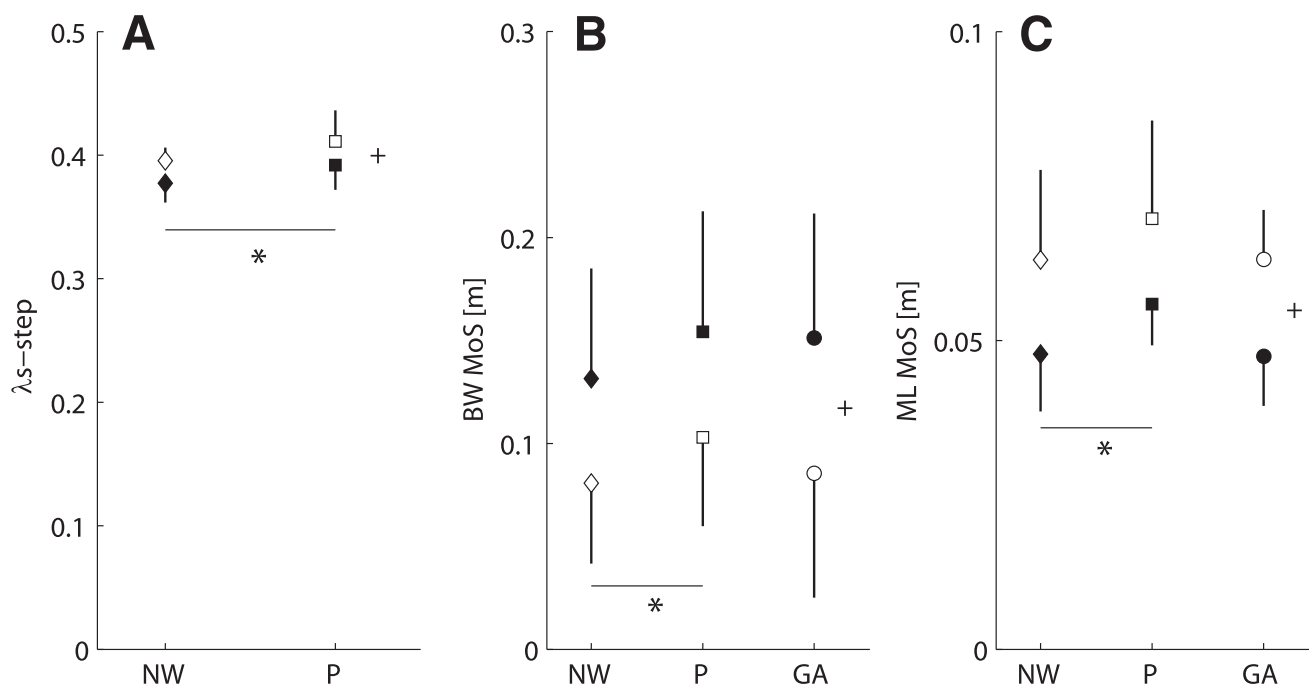 A
λs–step
0.5
0.4
0.3
0.2
0.1
0
NW P
+
*
B
BW MoS [m]
0.3
0.2
0.1
0
NW P GA
+
*
C
ML MoS [m]
0.1
0.05
0
NW P GA
+
*